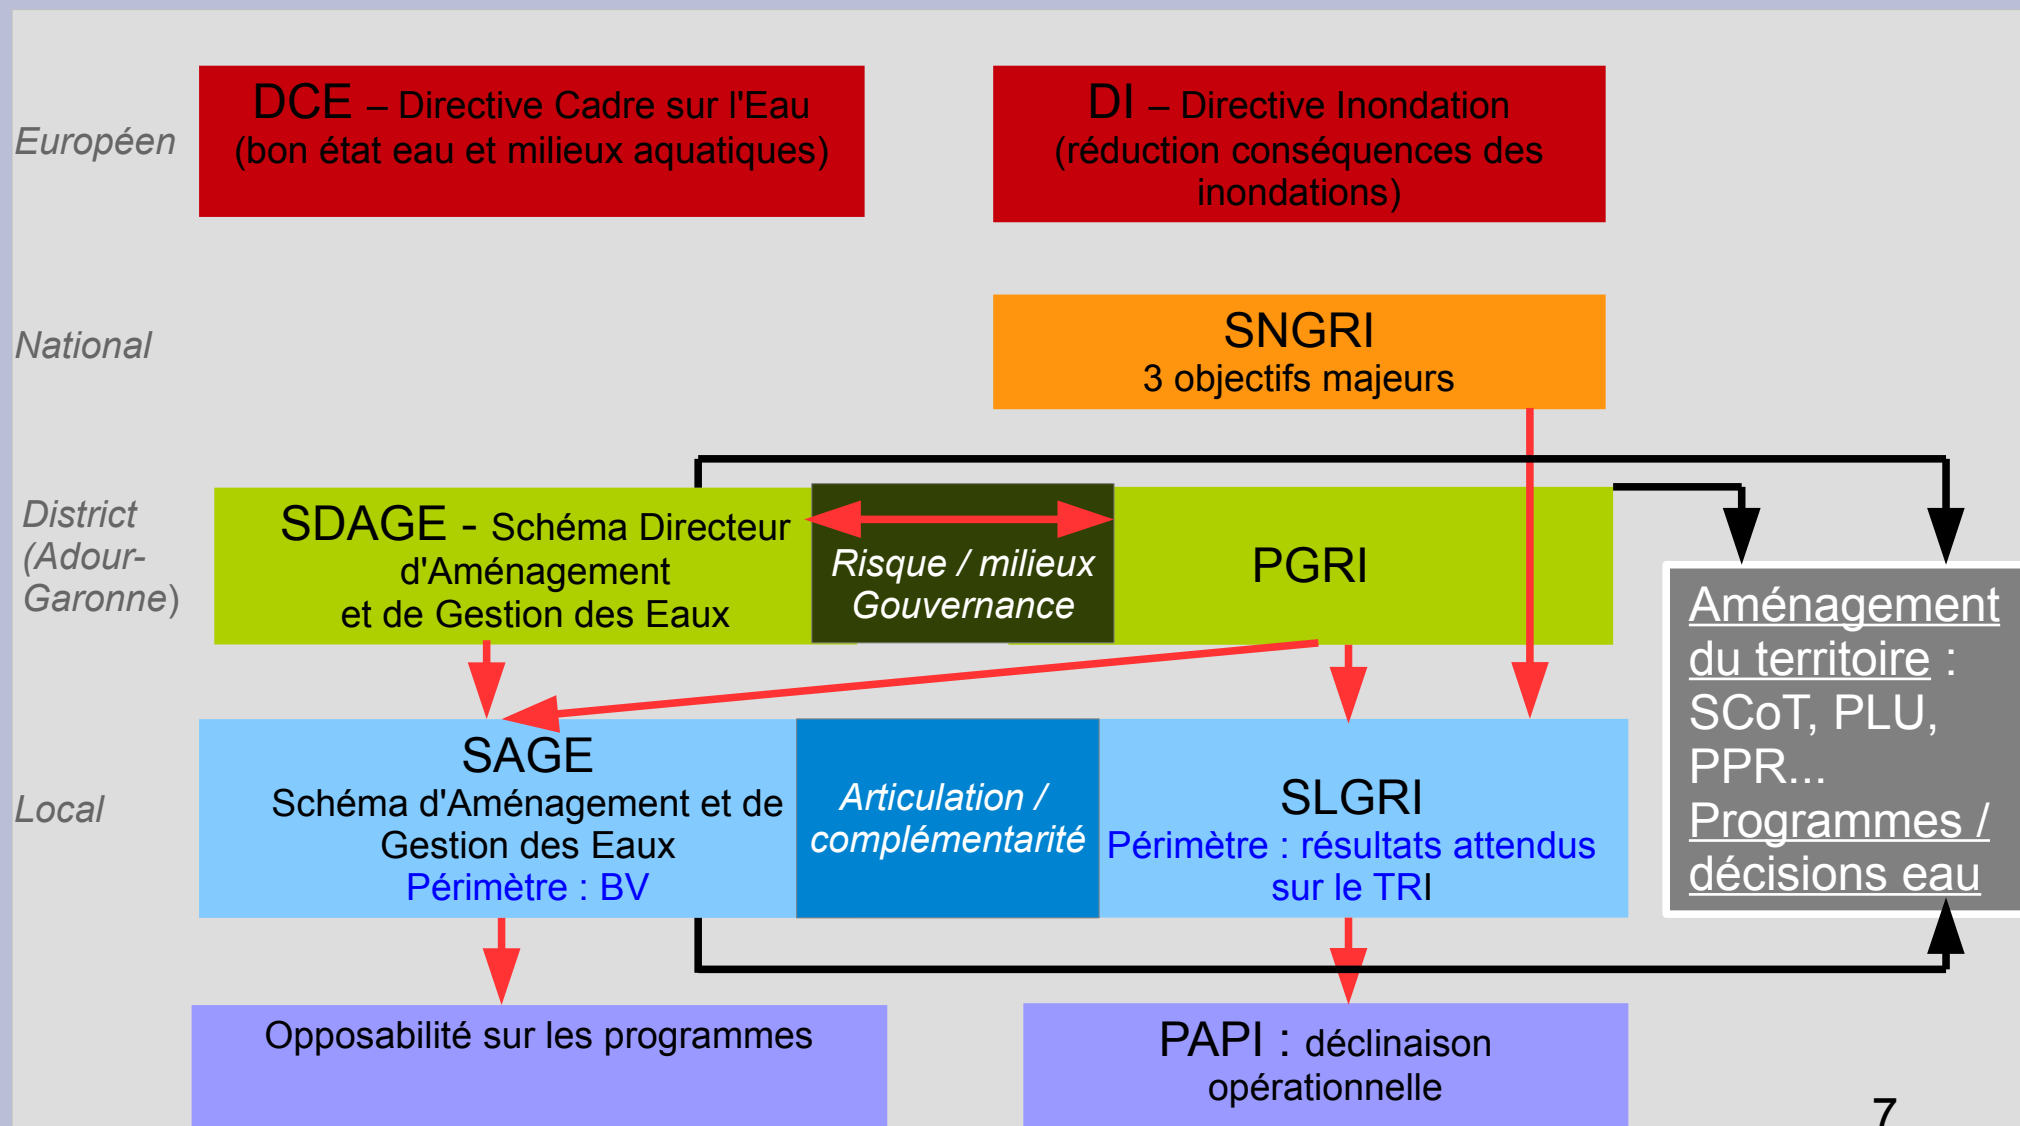 Européen
DCE – Directive Cadre sur l'Eau
(bon état eau et milieux aquatiques)
DI – Directive Inondation
(réduction conséquences des
inondations)
National
SNGRI
3 objectifs majeurs
District
(Adour-
Garonne)
SDAGE - Schéma Directeur
d'Aménagement
et de Gestion des Eaux
Risque / milieux
Gouvernance
PGRI
Aménagement
du territoire :
SCoT, PLU,
PPR...
Programmes /
décisions eau
Local
SAGE
Schéma d'Aménagement et de
Gestion des Eaux
Périmètre : BV
Articulation /
complémentarité
SLGRI
Périmètre : résultats attendus
sur le TRI
Opposabilité sur les programmes
PAPI : déclinaison
opérationnelle
7